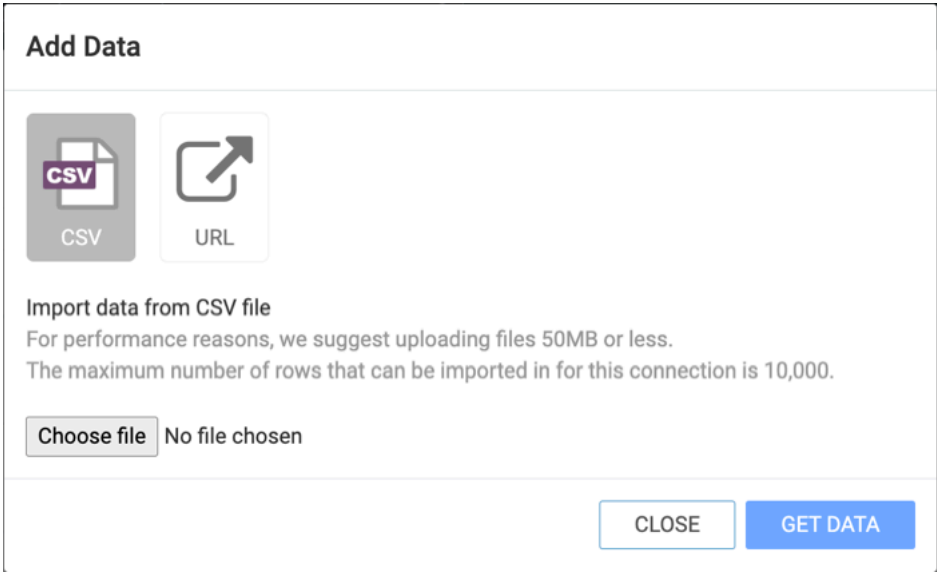 Add Data
CSV
CSV
URL
Import data from CSV file
For performance reasons, we suggest uploading files 50MB or less.
The maximum number of rows that can be imported in for this connection is 10,000.
Choose file No file chosen
CLOSE
GET DATA